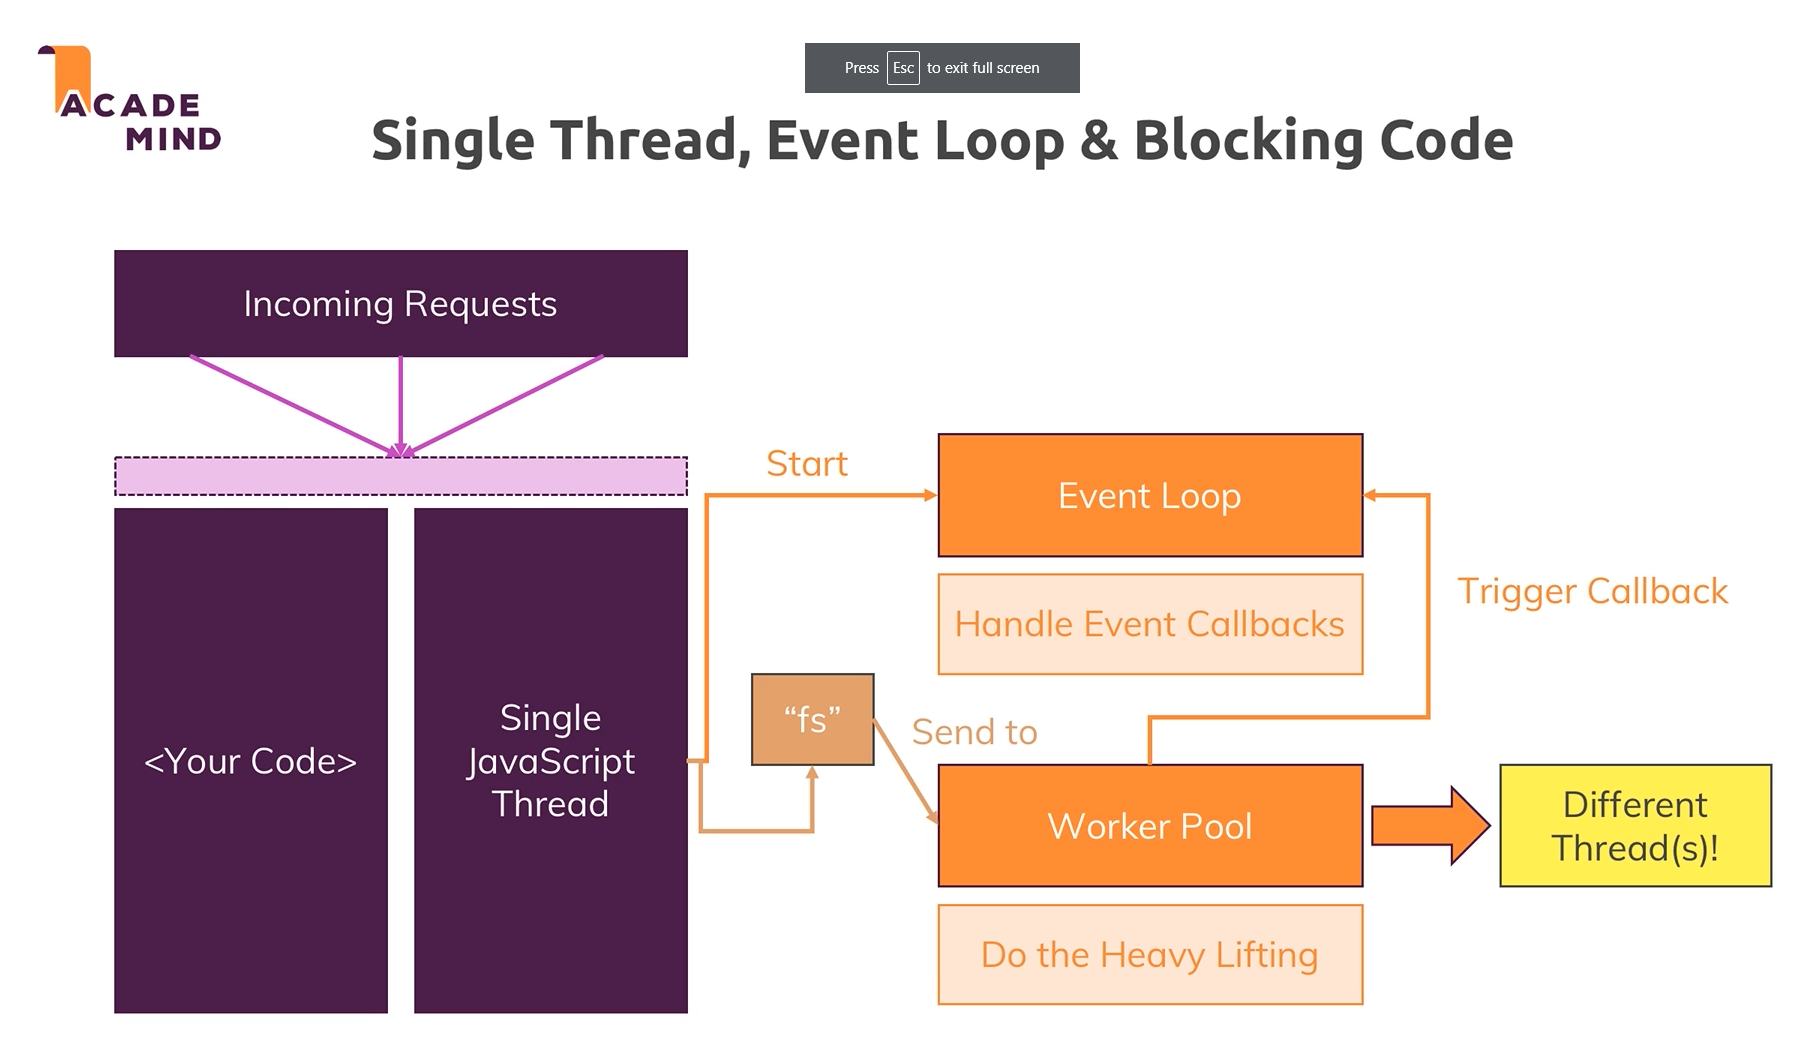 ACADE
MIND
Press Esc to exit full screen
Single Thread, Event Loop & Blocking Code
Incoming Requests
Start
Event Loop
Trigger Callback
Handle Event Callbacks
<Your Code>
Single
JavaScript
Thread
“fs”
Send to
Worker Pool
Different
Thread(s)!
Do the Heavy Lifting